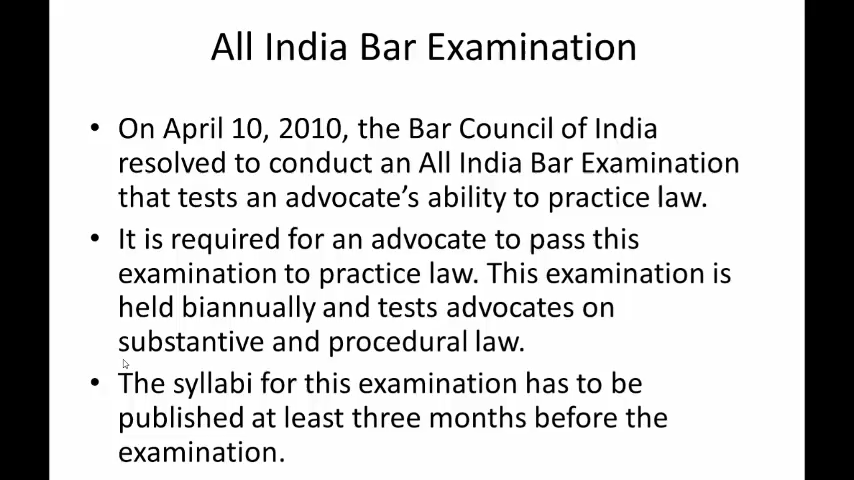 All India Bar Examination
• On April 10, 2010, the Bar Council of India
resolved to conduct an All India Bar Examination
that tests an advocate’s ability to practice law.
• It is required for an advocate to pass this
examination to practice law. This examination is
held biannually and tests advocates on
substantive and procedural law.
• The syllabi for this examination has to be
published at least three months before the
examination.